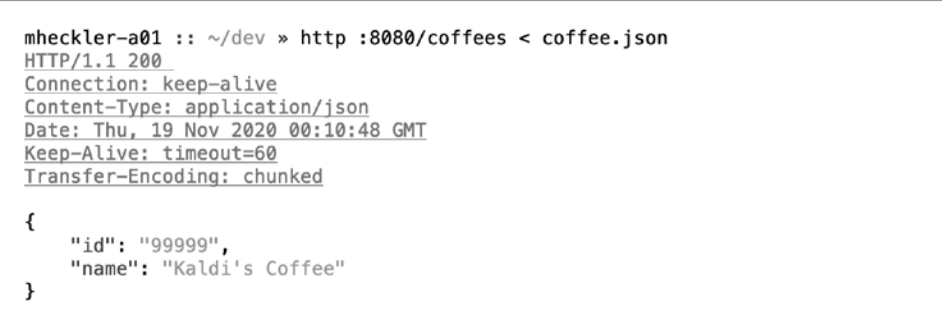 mheckler-a01 :: ~/dev » http :8080/coffees < coffee.json
HTTP/1.1 200
Connection: keep-alive
Content-Type: application/json
Date: Thu, 19 Nov 2020 00:10:48 GMT
Keep-Alive: timeout=60
Transfer-Encoding: chunked
{
    "id": "99999",
    "name": "Kaldi's Coffee"
}